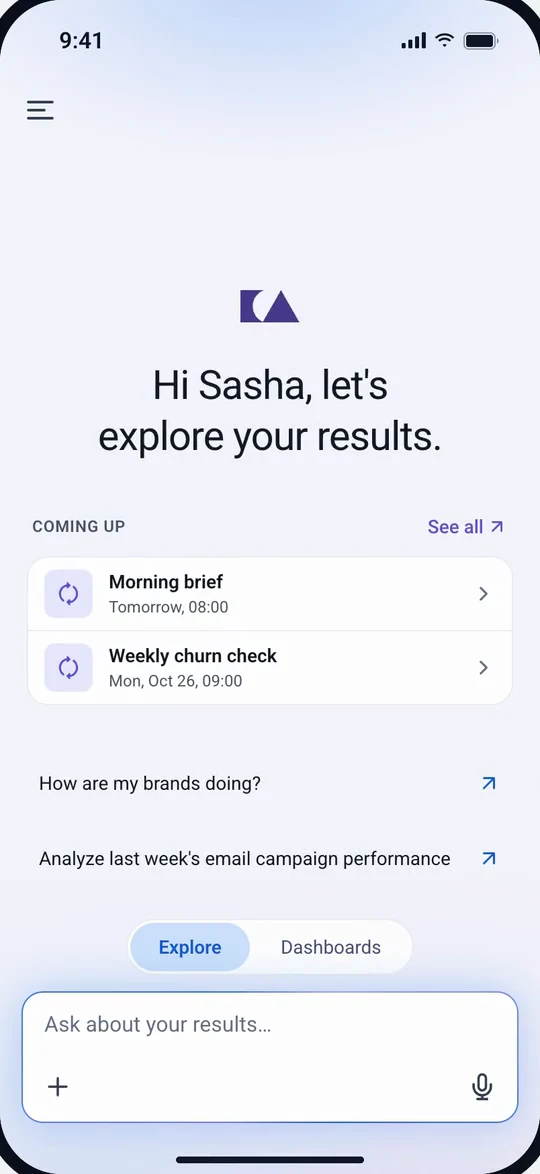 9:41
Hi Sasha, let's
explore your results.
COMING UP
See all
Morning brief
Tomorrow, 08:00
Weekly churn check
Mon, Oct 26, 09:00
How are my brands doing?
Analyze last week's email campaign performance
Explore
Dashboards
Ask about your results…